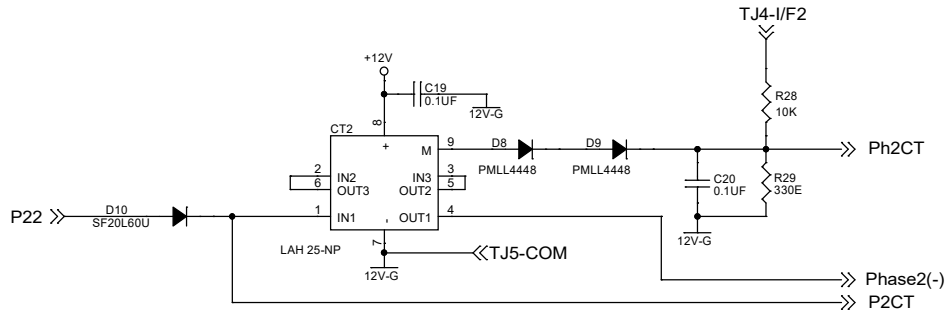 TJ4-I/F2
+12V
C19
0.1UF
12V-G
R28
10K
8
CT2
+
M
9
D8
PMLL4448
D9
PMLL4448
Ph2CT
2
IN2
6
OUT3
3
IN3
5
OUT2
C20
0.1UF
R29
330E
P22
D10
SF20L60U
1
IN1
OUT1
4
-
7
12V-G
LAH 25-NP
12V-G
TJ5-COM
Phase2(-)
P2CT